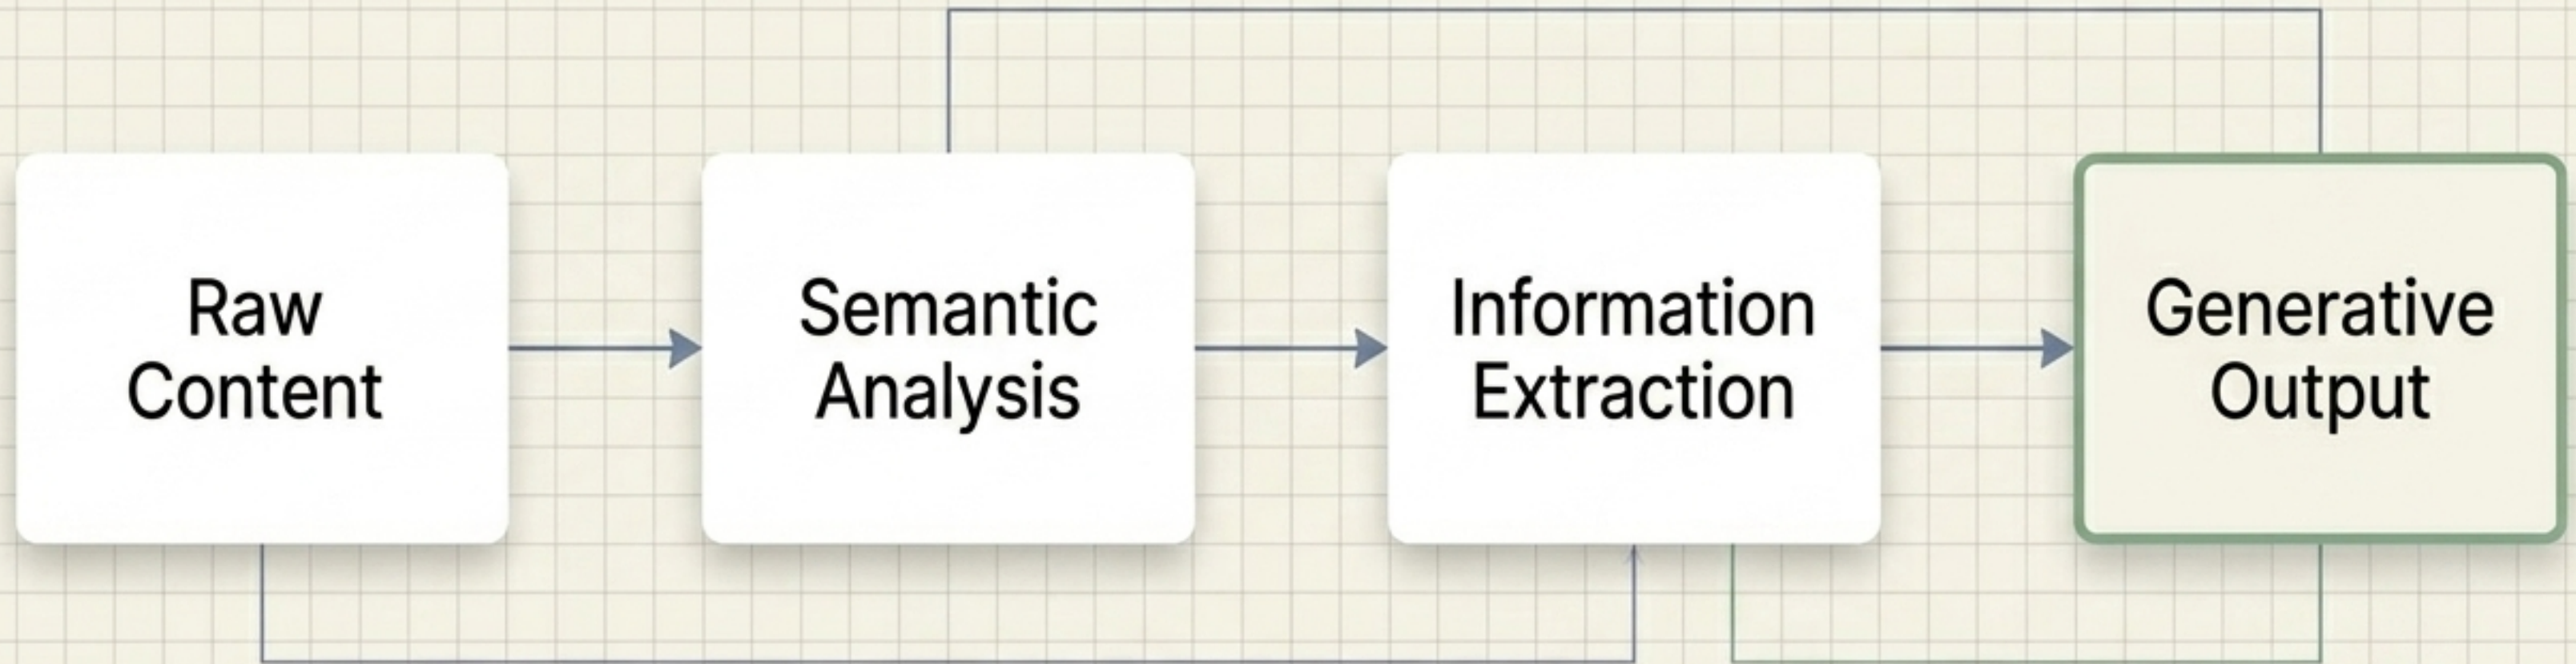 Raw
Content
Semantic
Analysis
Information
Extraction
Generative
Output